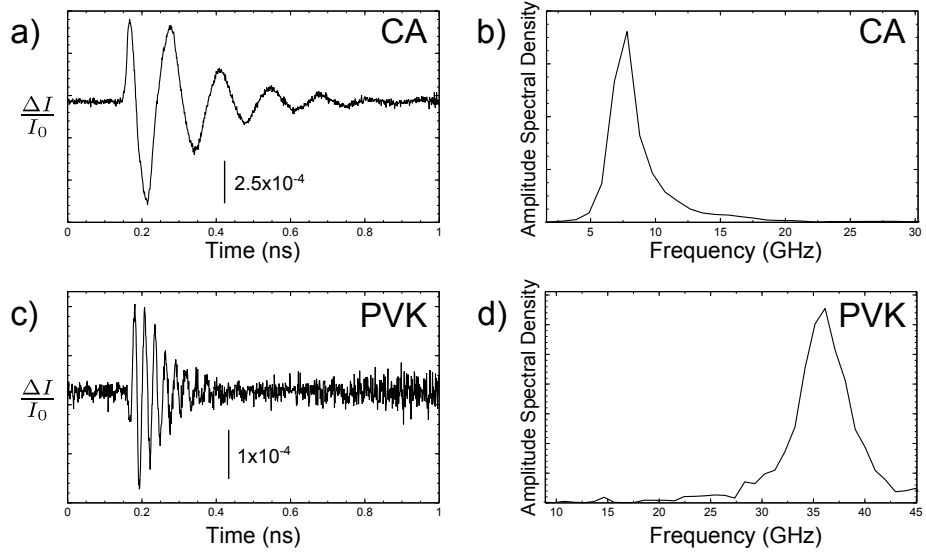 a)
CA
ΔI
I₀
2.5x10⁻⁴
0 0.2 0.4 0.6 0.8 1
Time (ns)
b)
CA
Amplitude Spectral Density
5 10 15 20 25 30
Frequency (GHz)
c)
PVK
ΔI
I₀
1x10⁻⁴
0 0.2 0.4 0.6 0.8 1
Time (ns)
d)
PVK
Amplitude Spectral Density
10 15 20 25 30 35 40 45
Frequency (GHz)